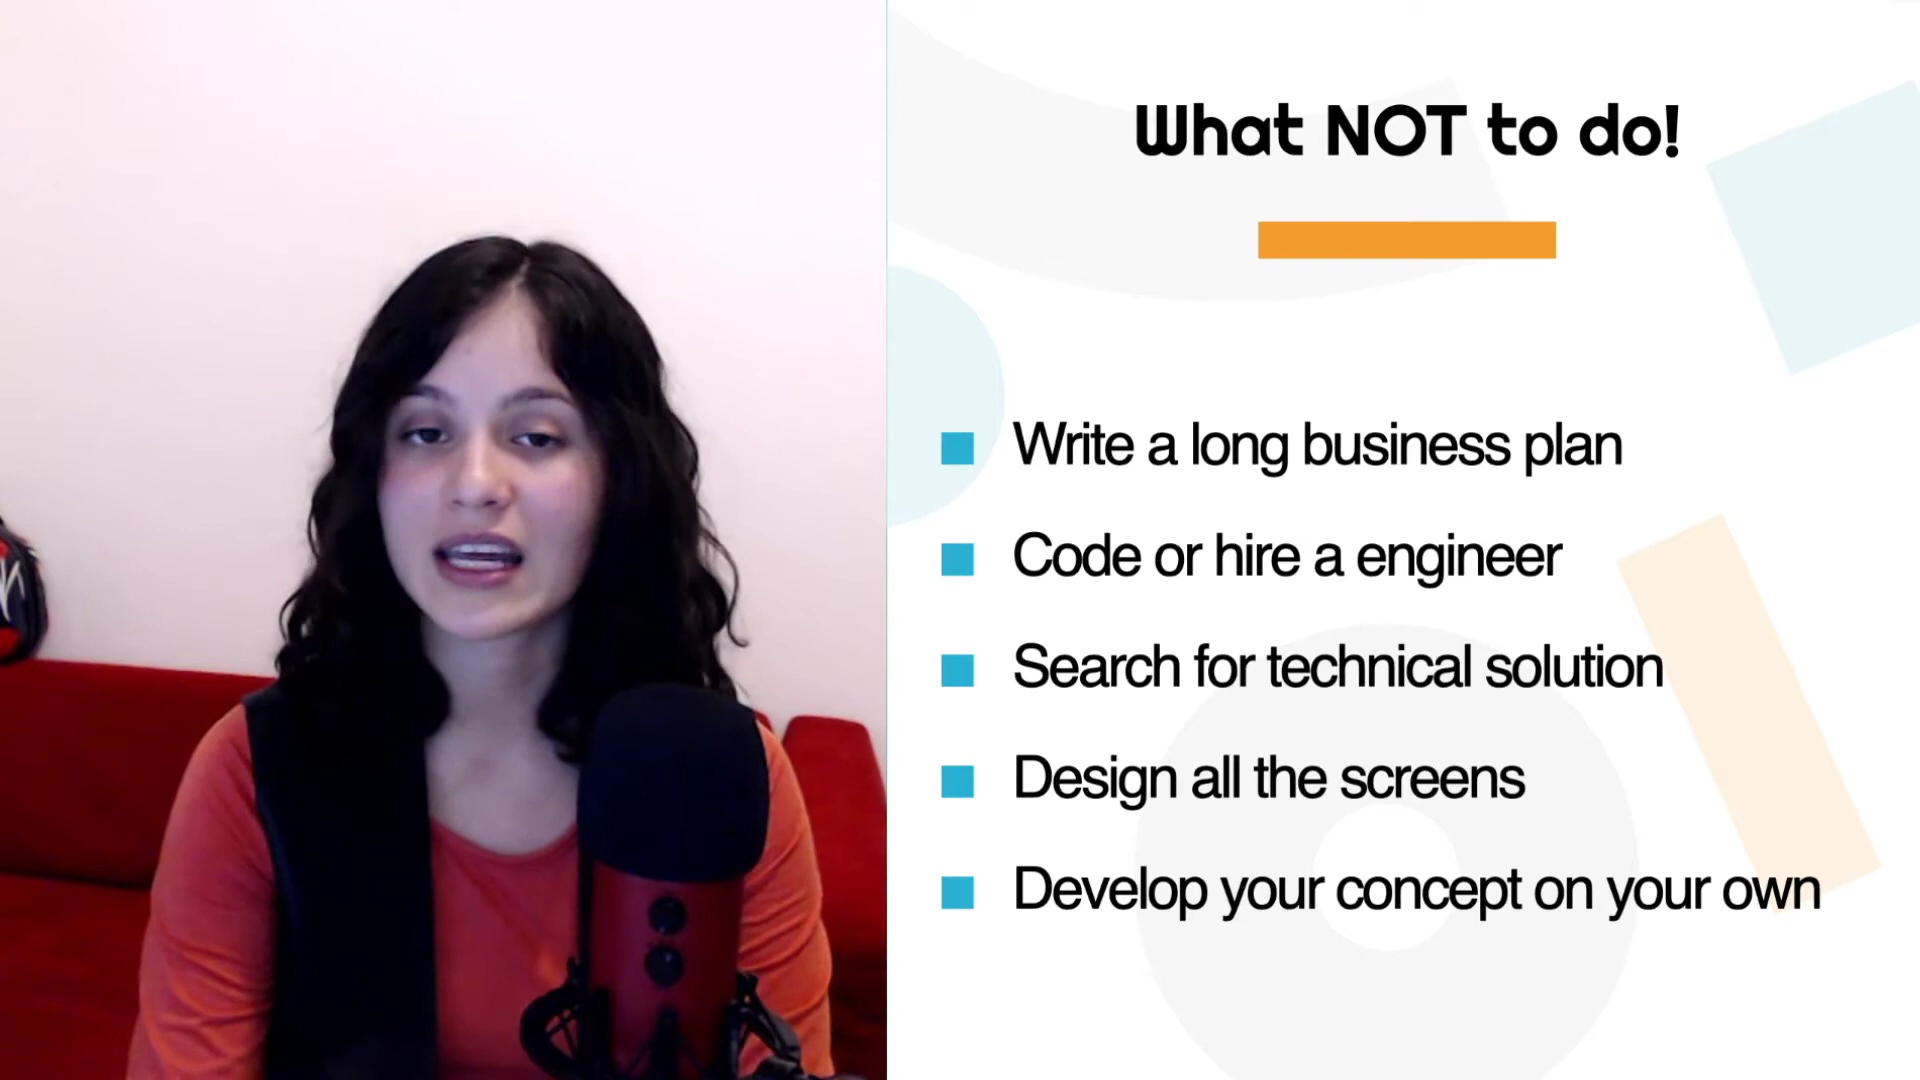 What NOT to do!
Write a long business plan
Code or hire a engineer
Search for technical solution
Design all the screens
Develop your concept on your own